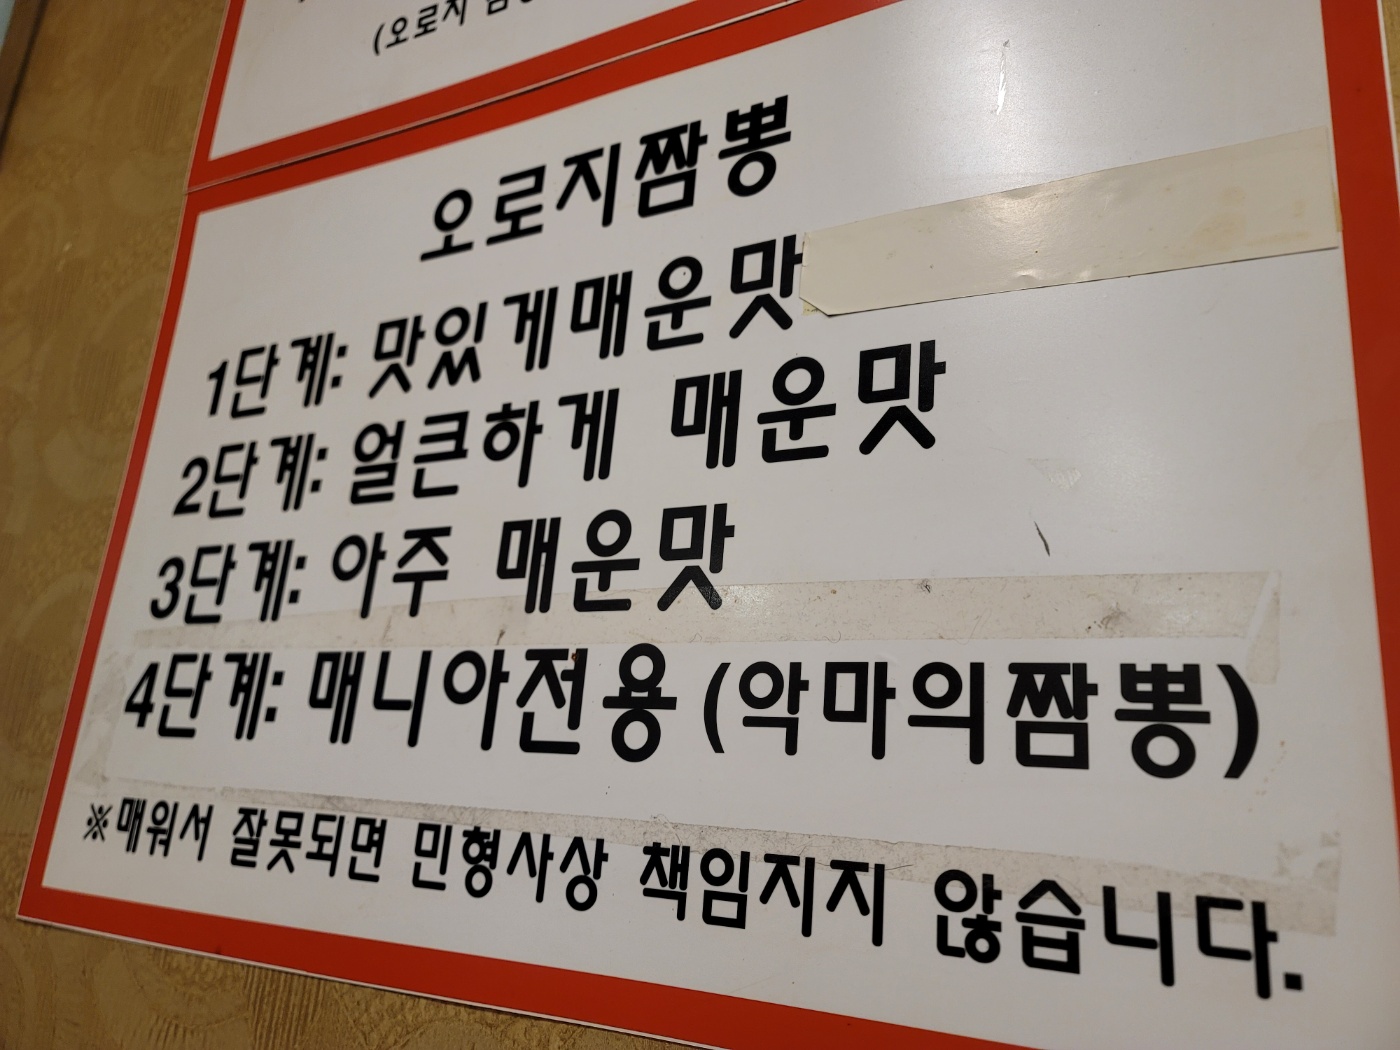 (오로지
오로지짬뽕
1단계: 맛있게매운맛
2단계: 얼큰하게 매운맛
3단계: 아주 매운맛
4단계: 매니아전용 (악마의짬뽕)
※매워서 잘못되면 민형사상 책임지지 않습니다.